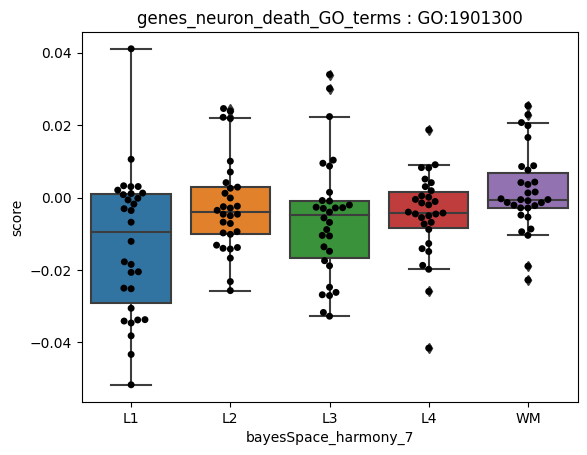 genes_neuron_death_GO_terms : GO:1901300
0.04
0.02
0.00
−0.02
−0.04
score
L1 L2 L3 L4 WM
bayesSpace_harmony_7